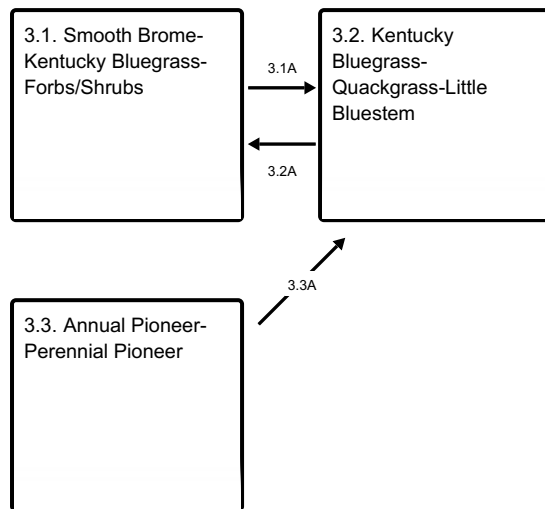 3.1. Smooth Brome-
Kentucky Bluegrass-
Forbs/Shrubs
3.1A
3.2A
3.2. Kentucky
Bluegrass-
Quackgrass-Little
Bluestem
3.3A
3.3. Annual Pioneer-
Perennial Pioneer